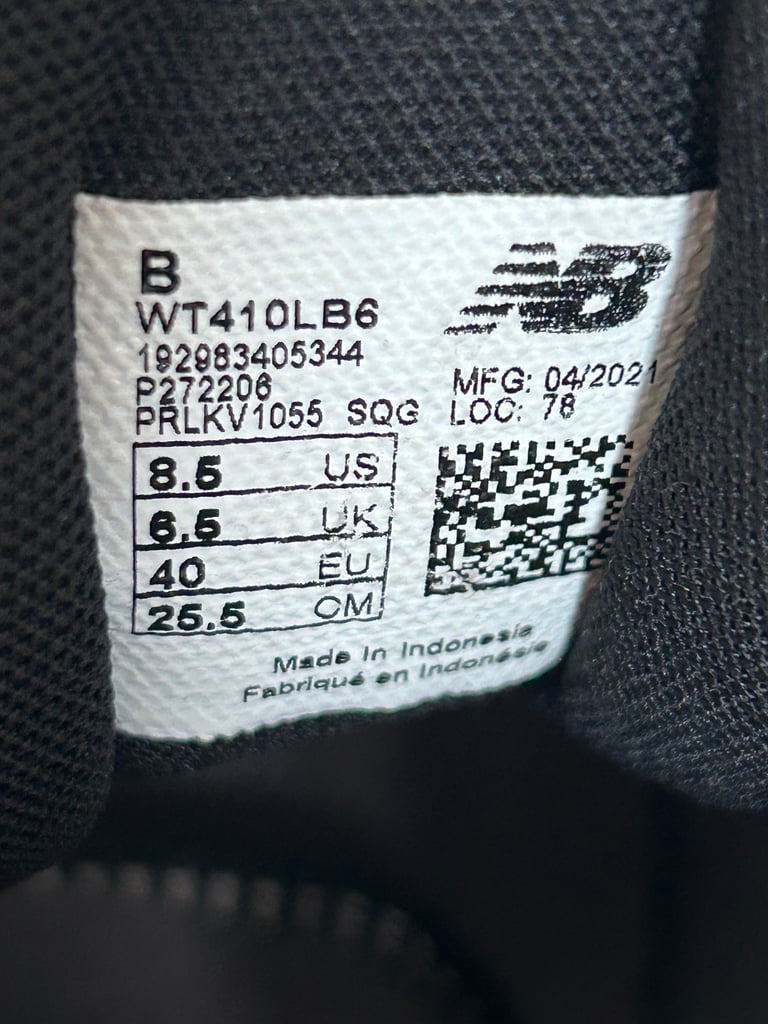 B
WT410LB6
192983405344
P272206
PRLKV1055 SQG
NB
MFG: 04/2021
LOC: 78
8.5 US
6.5 UK
40 EU
25.5 CM
Made In Indonesia
Fabriqué en Indonésie